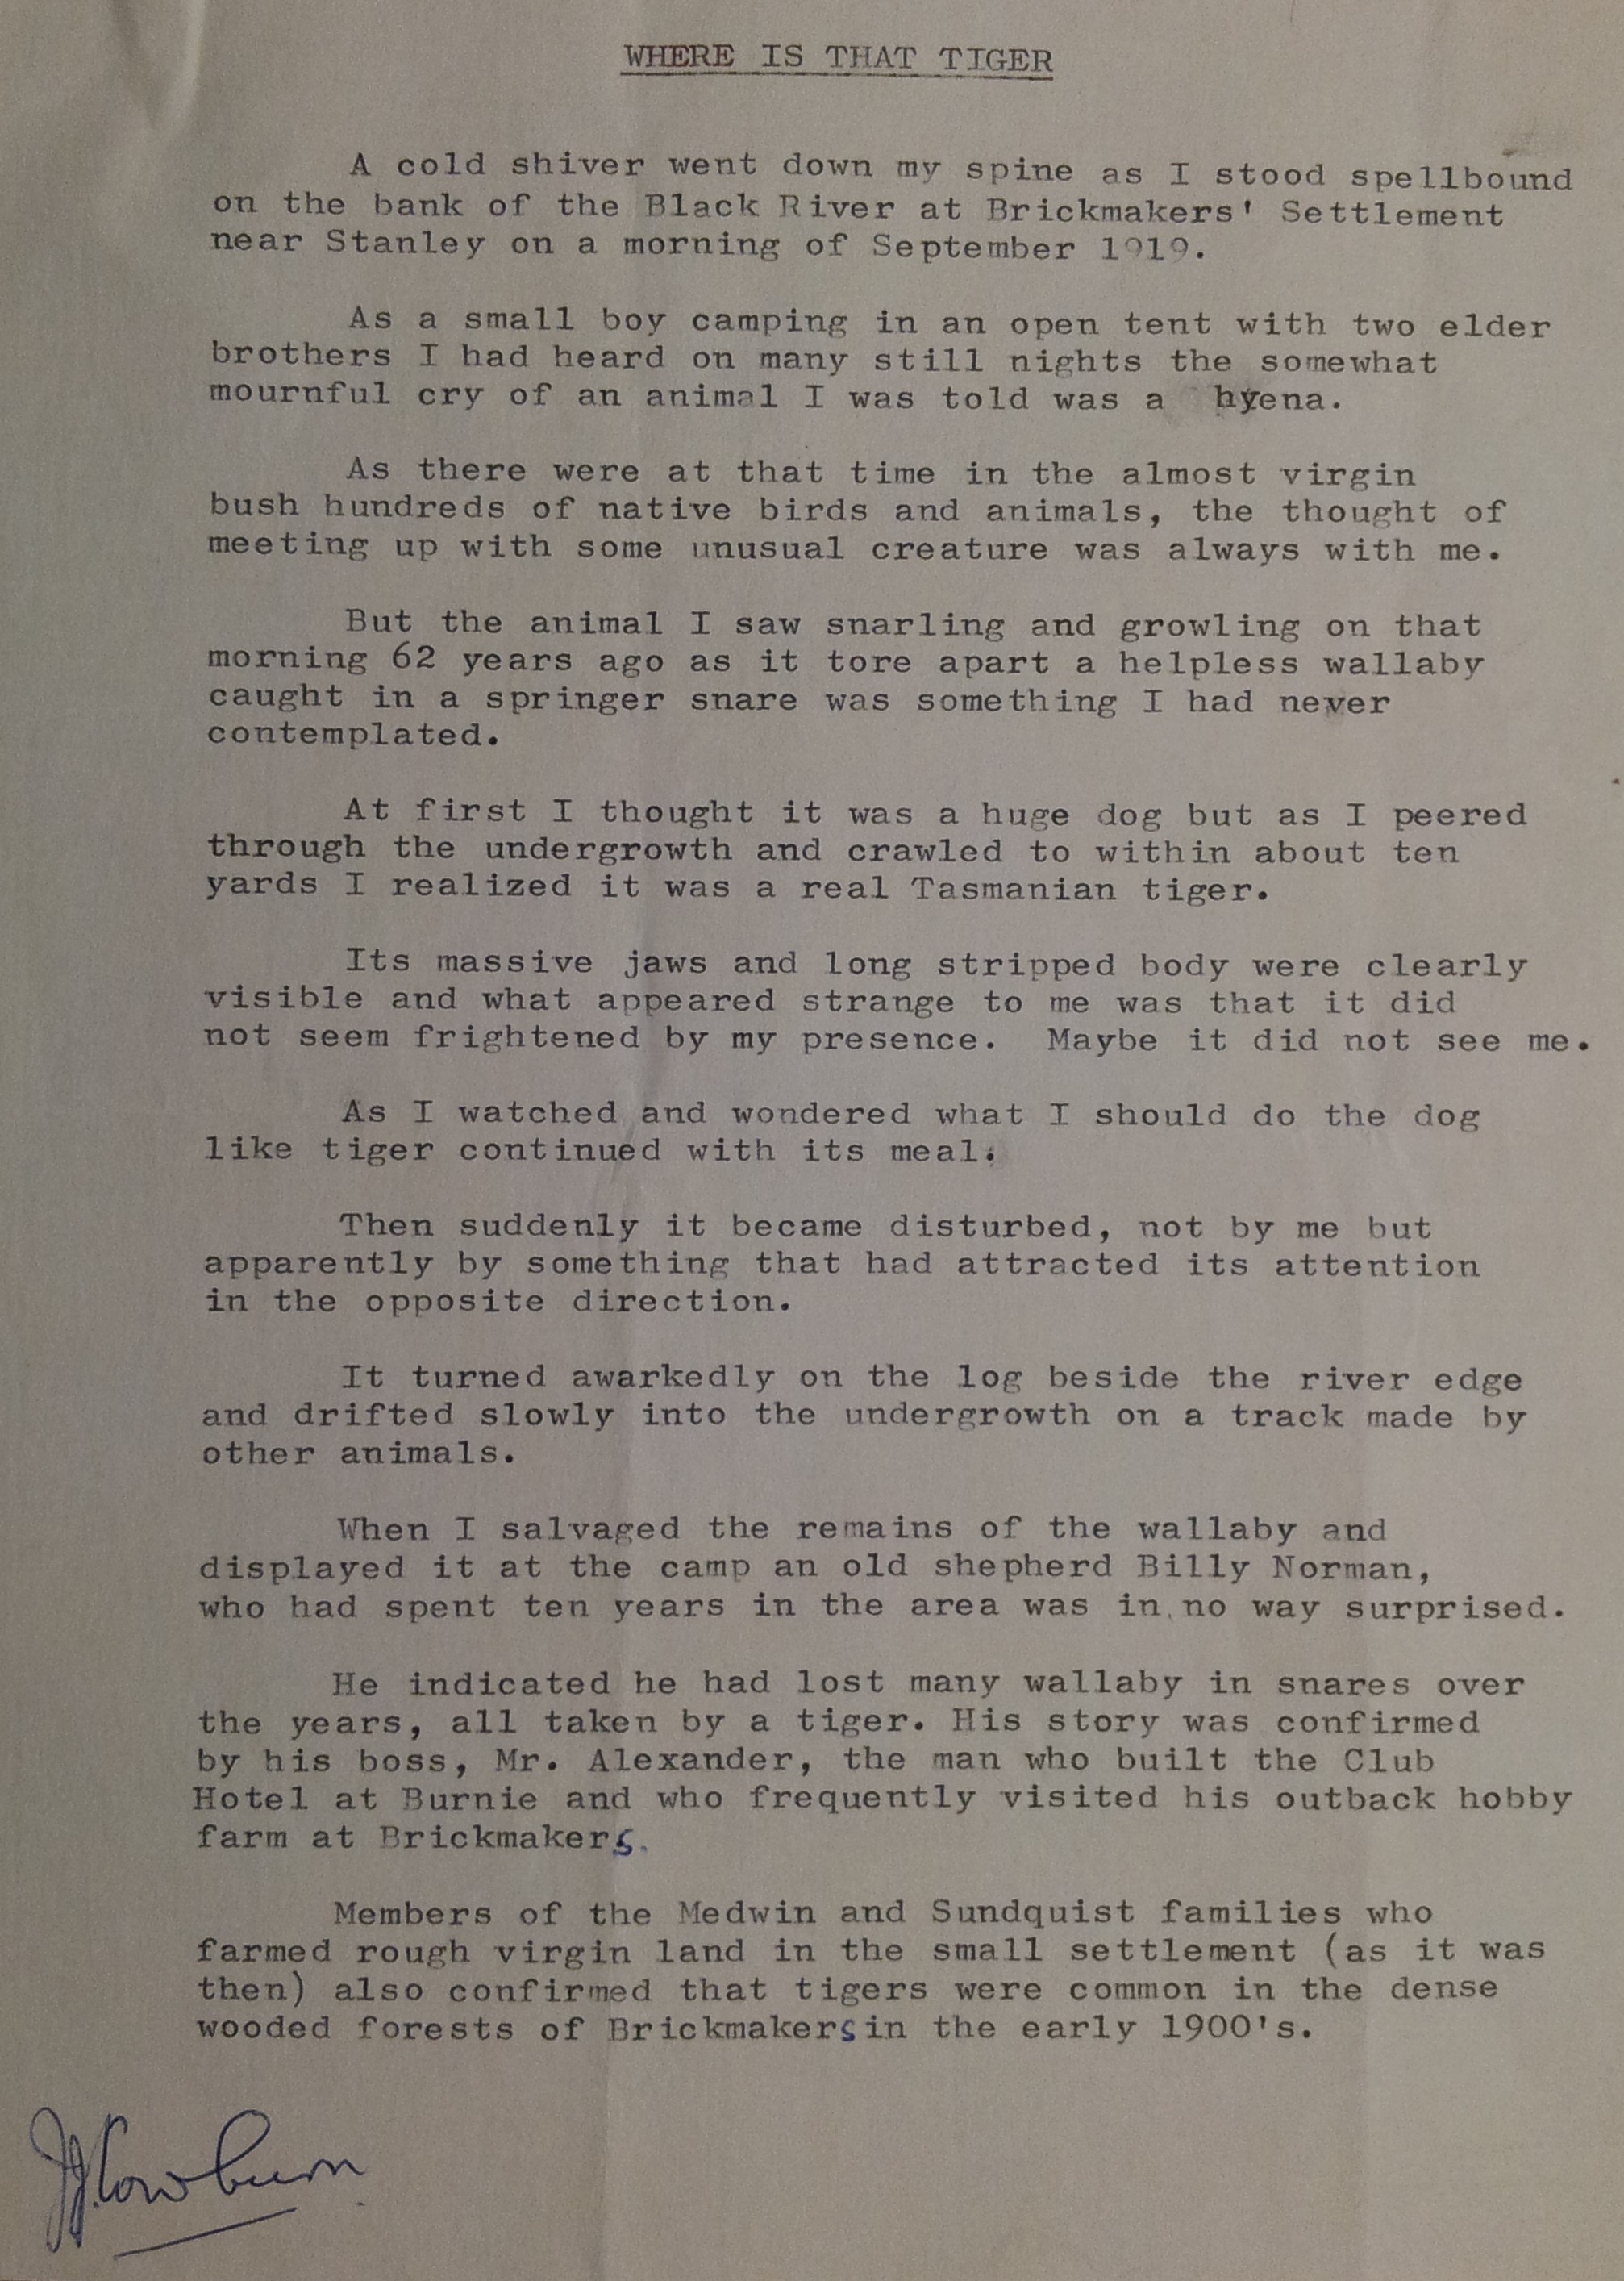 WHERE IS THAT TIGER
A cold shiver went down my spine as I stood spellbound
on the bank of the Black River at Brickmakers' Settlement
near Stanley on a morning of September 1919.
As a small boy camping in an open tent with two elder
brothers I had heard on many still nights the somewhat
mournful cry of an animal I was told was a hyena.
As there were at that time in the almost virgin
bush hundreds of native birds and animals, the thought of
meeting up with some unusual creature was always with me.
But the animal I saw snarling and growling on that
morning 62 years ago as it tore apart a helpless wallaby
caught in a springer snare was something I had never
contemplated.
At first I thought it was a huge dog but as I peered
through the undergrowth and crawled to within about ten
yards I realized it was a real Tasmanian tiger.
Its massive jaws and long stripped body were clearly
visible and what appeared strange to me was that it did
not seem frightened by my presence. Maybe it did not see me.
As I watched and wondered what I should do the dog
like tiger continued with its meal.
Then suddenly it became disturbed, not by me but
apparently by something that had attracted its attention
in the opposite direction.
It turned awarkedly on the log beside the river edge
and drifted slowly into the undergrowth on a track made by
other animals.
When I salvaged the remains of the wallaby and
displayed it at the camp an old shepherd Billy Norman,
who had spent ten years in the area was in no way surprised.
He indicated he had lost many wallaby in snares over
the years, all taken by a tiger. His story was confirmed
by his boss, Mr. Alexander, the man who built the Club
Hotel at Burnie and who frequently visited his outback hobby
farm at Brickmakers.
Members of the Medwin and Sundquist families who
farmed rough virgin land in the small settlement (as it was
then) also confirmed that tigers were common in the dense
wooded forests of Brickmakers in the early 1900's.